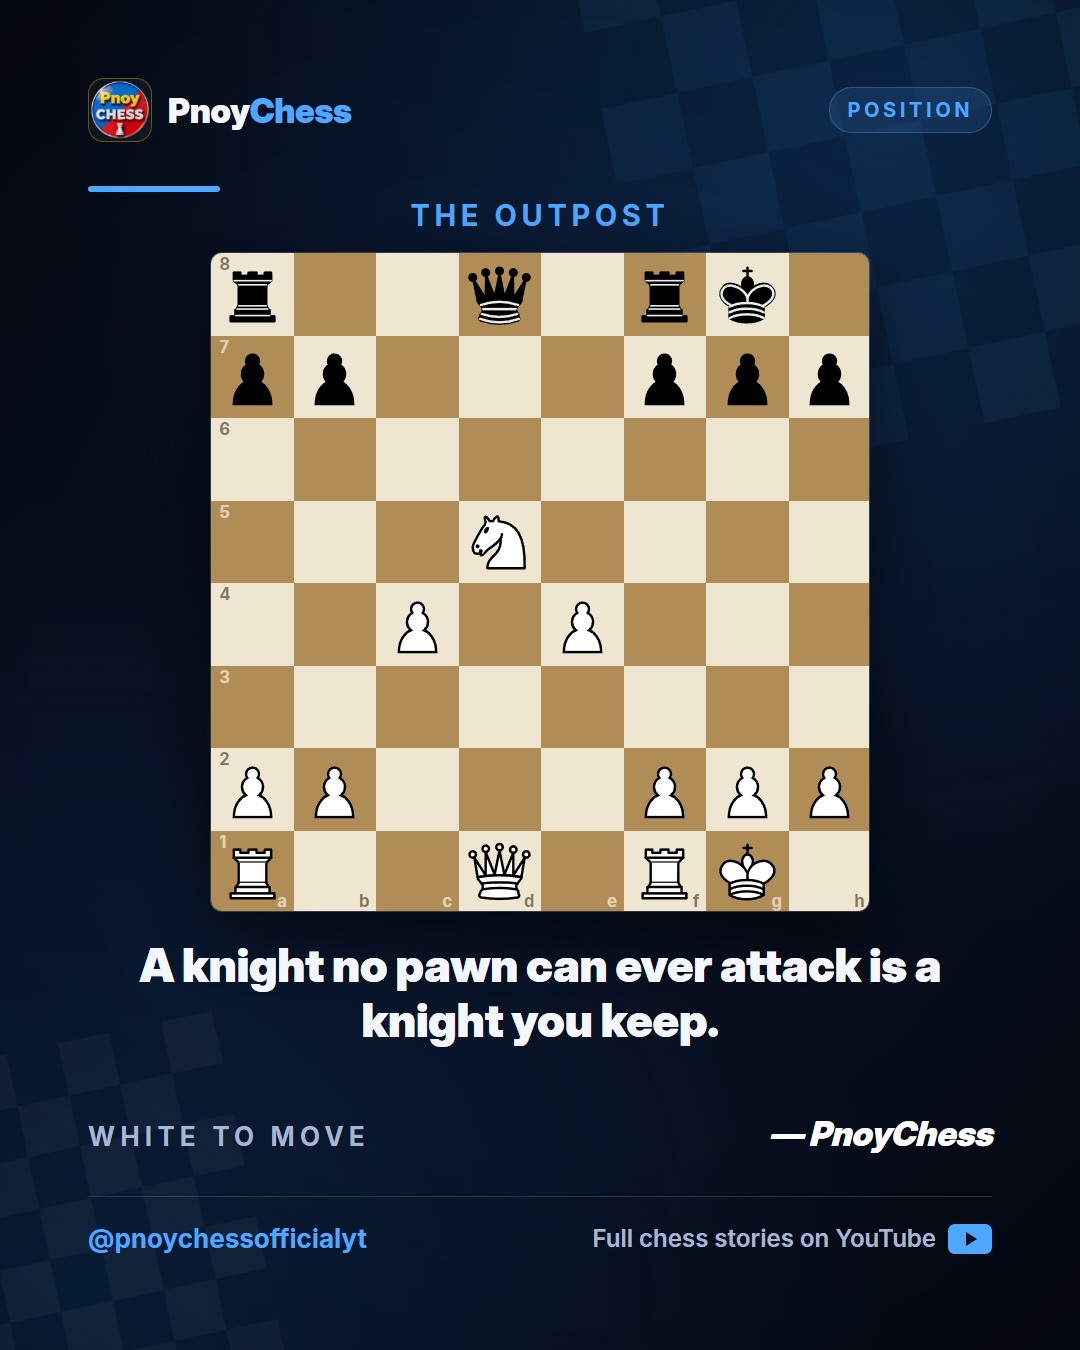 Pnoy
CHESS
PnoyChess
POSITION
THE OUTPOST
8
7
6
5
4
3
2
1
a b c d e f g h
A knight no pawn can ever attack is a
knight you keep.
WHITE TO MOVE
— PnoyChess
@pnoychessofficialyt
Full chess stories on YouTube